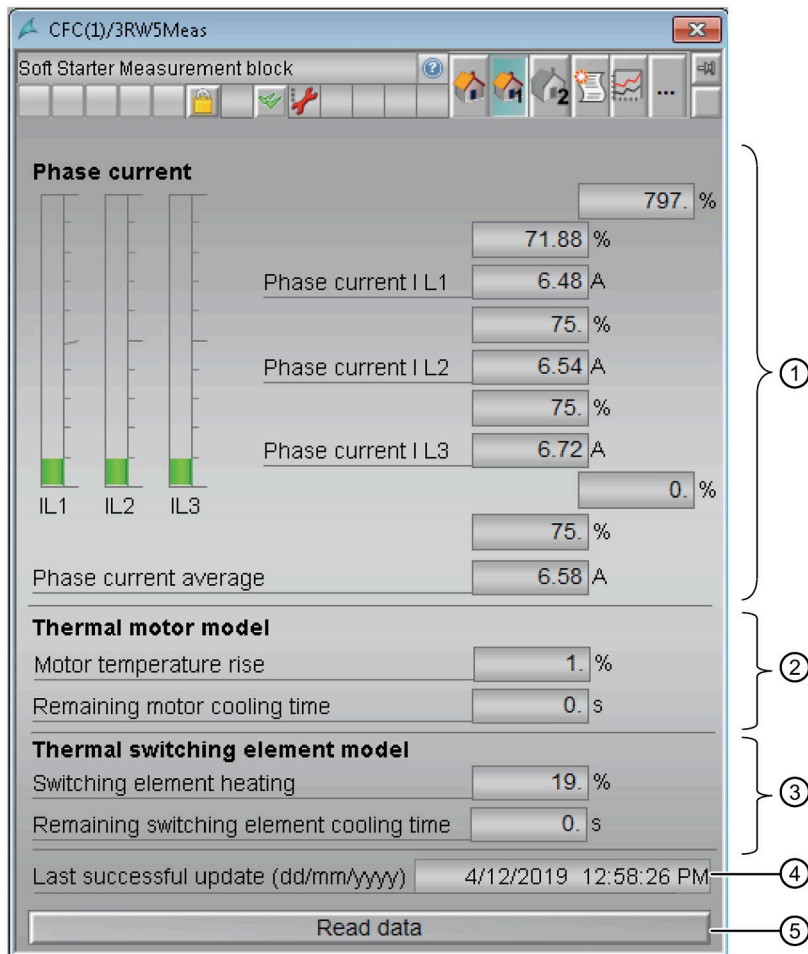 CFC(1)/3RW5Meas
Soft Starter Measurement block
1 2 ...
Phase current
797. %
71.88 %
Phase current I L1 6.48 A
75. %
Phase current I L2 6.54 A
75. %
Phase current I L3 6.72 A
0. %
IL1 IL2 IL3
75. %
Phase current average 6.58 A
①
Thermal motor model
Motor temperature rise 1. %
Remaining motor cooling time 0. s
②
Thermal switching element model
Switching element heating 19. %
Remaining switching element cooling time 0. s
③
Last successful update (dd/mm/yyyy) 4/12/2019 12:58:26 PM ④
Read data ⑤